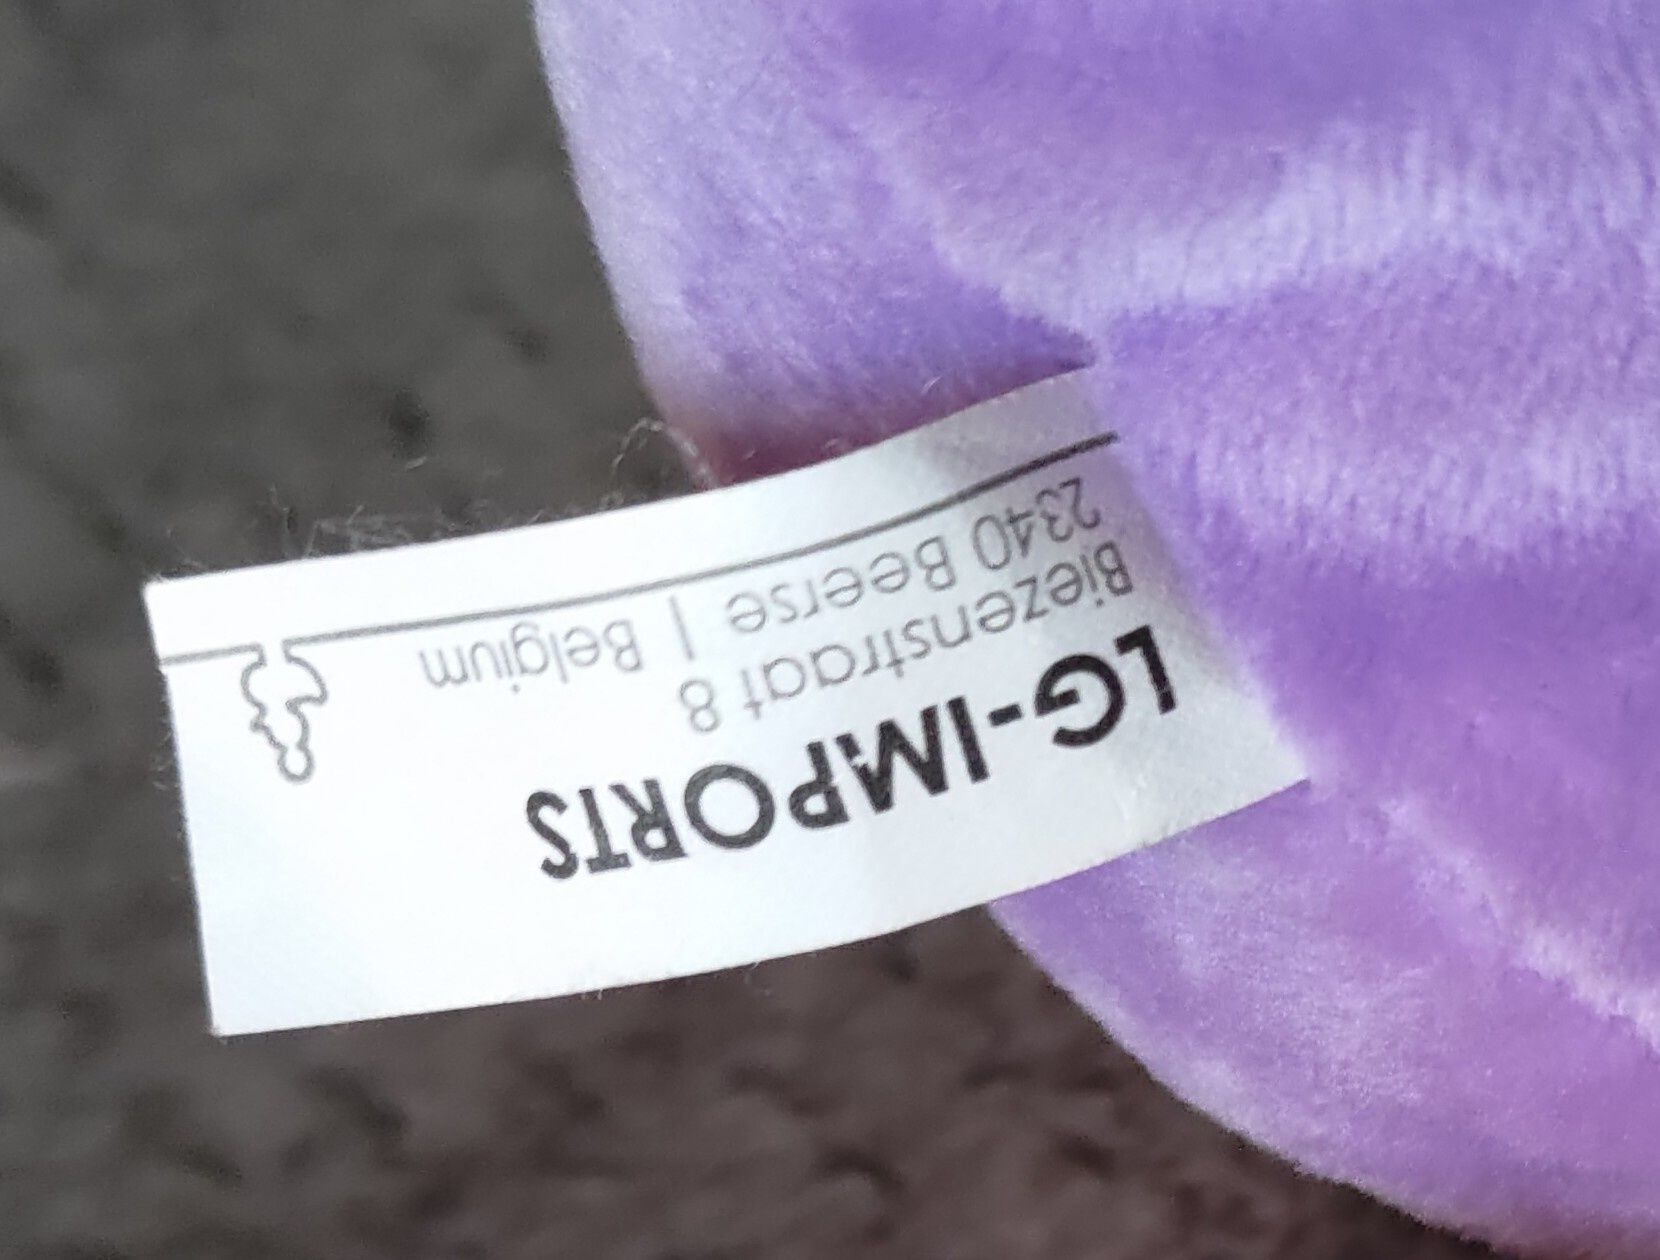 LG-IMPORTS
Biezenstraat 8
2340 Beerse | Belgium